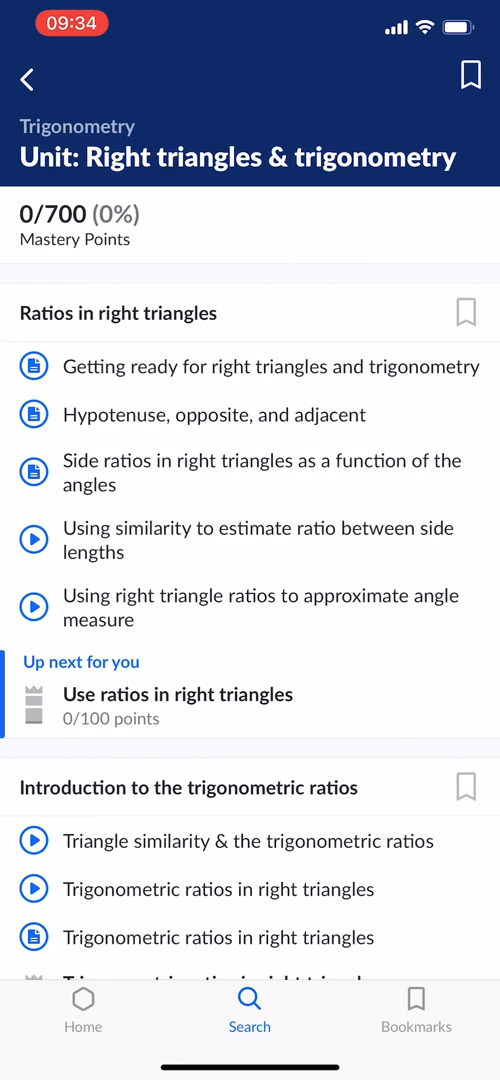 09:34
Trigonometry
Unit: Right triangles & trigonometry
0/700 (0%)
Mastery Points
Ratios in right triangles
Getting ready for right triangles and trigonometry
Hypotenuse, opposite, and adjacent
Side ratios in right triangles as a function of the
angles
Using similarity to estimate ratio between side
lengths
Using right triangle ratios to approximate angle
measure
Up next for you
Use ratios in right triangles
0/100 points
Introduction to the trigonometric ratios
Triangle similarity & the trigonometric ratios
Trigonometric ratios in right triangles
Trigonometric ratios in right triangles
Home
Search
Bookmarks